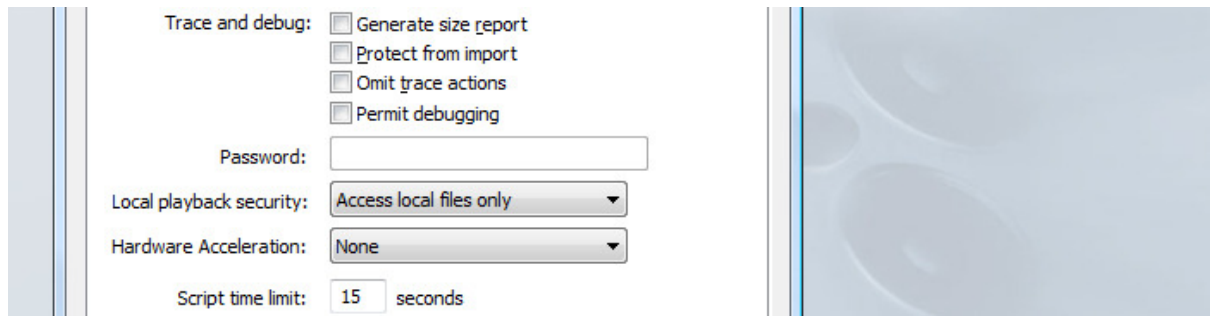 Trace and debug: Generate size report
Protect from import
Omit trace actions
Permit debugging
Password:
Local playback security: Access local files only
Hardware Acceleration: None
Script time limit: 15 seconds